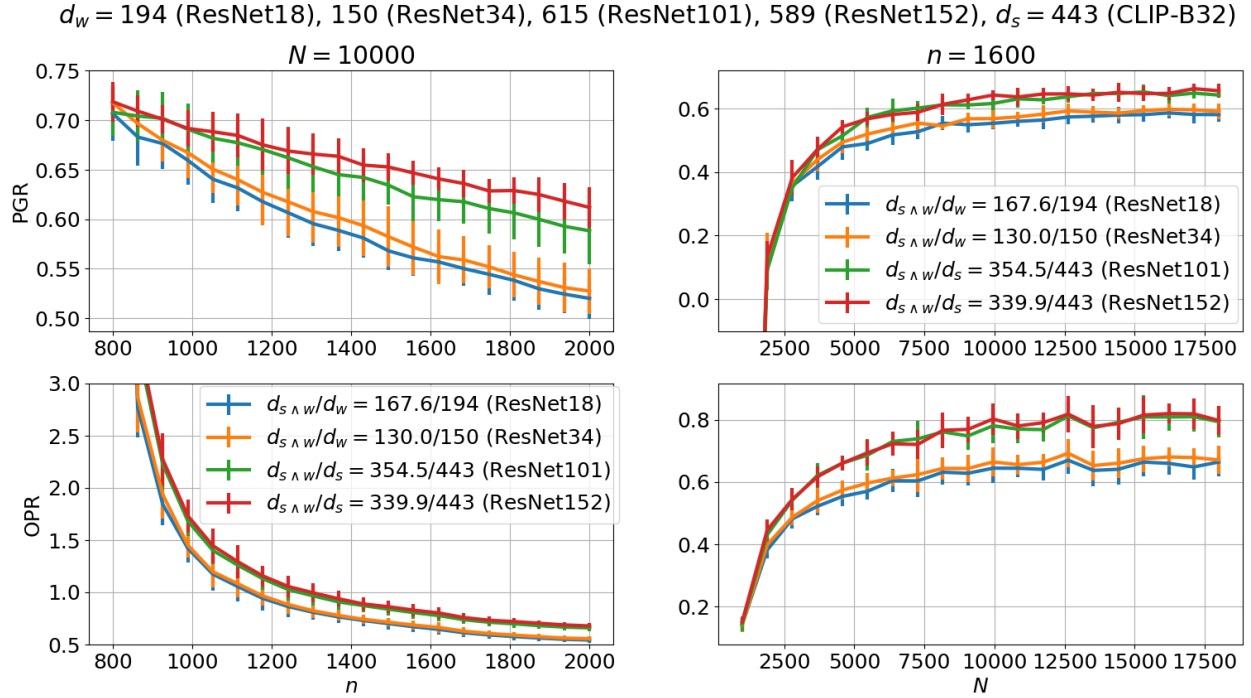 d_w = 194 (ResNet18), 150 (ResNet34), 615 (ResNet101), 589 (ResNet152), d_s = 443 (CLIP-B32)
N = 10000
PGR
0.75
0.70
0.65
0.60
0.55
0.50
800 1000 1200 1400 1600 1800 2000
n = 1600
0.6
0.4
0.2
0.0
d_{s∧w}/d_w = 167.6/194 (ResNet18)
d_{s∧w}/d_w = 130.0/150 (ResNet34)
d_{s∧w}/d_s = 354.5/443 (ResNet101)
d_{s∧w}/d_s = 339.9/443 (ResNet152)
2500 5000 7500 10000 12500 15000 17500
OPR
3.0
2.5
2.0
1.5
1.0
0.5
d_{s∧w}/d_w = 167.6/194 (ResNet18)
d_{s∧w}/d_w = 130.0/150 (ResNet34)
d_{s∧w}/d_s = 354.5/443 (ResNet101)
d_{s∧w}/d_s = 339.9/443 (ResNet152)
800 1000 1200 1400 1600 1800 2000
n
0.8
0.6
0.4
0.2
2500 5000 7500 10000 12500 15000 17500
N